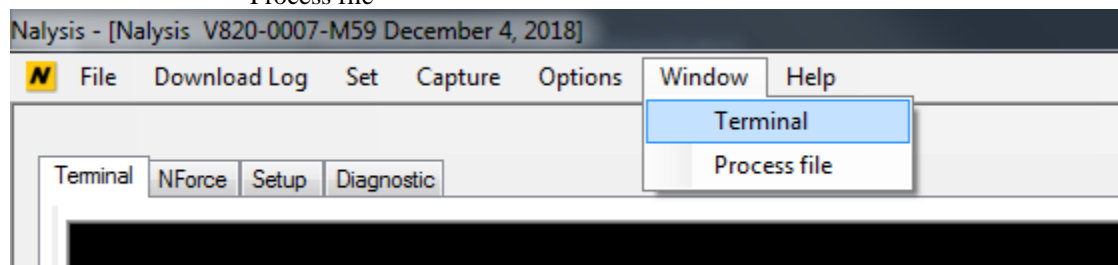 Process file
Nalysis - [Nalysis V820-0007-M59 December 4, 2018]
N File Download Log Set Capture Options Window Help
Terminal
Process file
Terminal NForce Setup Diagnostic